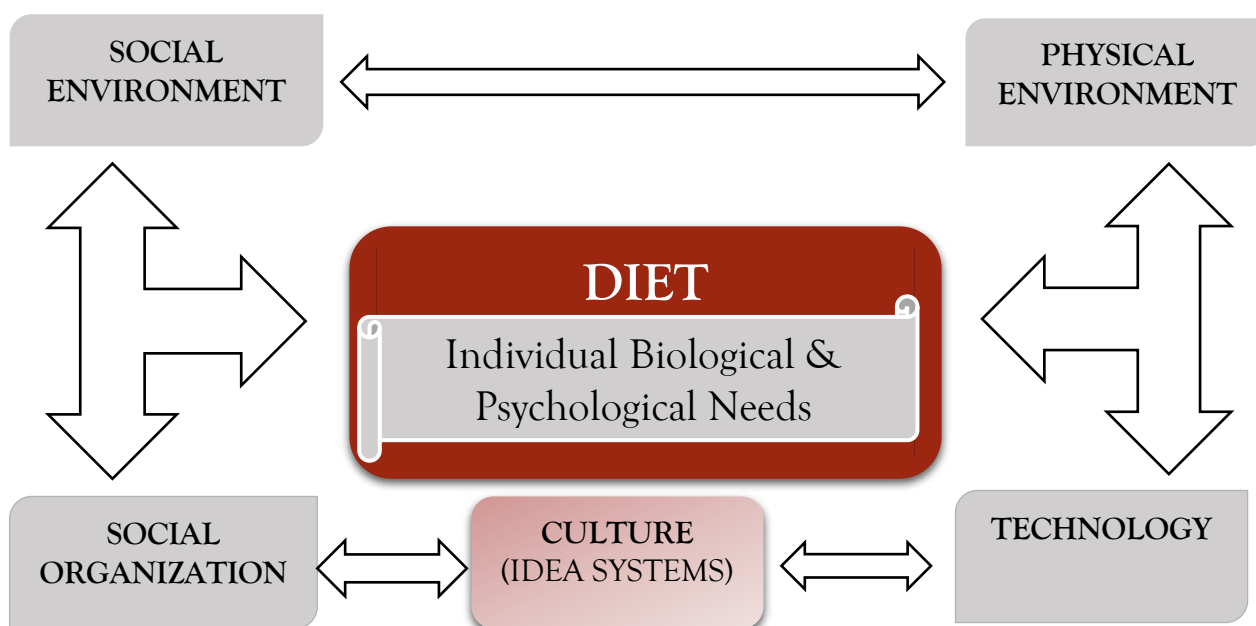 SOCIAL
ENVIRONMENT
PHYSICAL
ENVIRONMENT
DIET
Individual Biological &
Psychological Needs
SOCIAL
ORGANIZATION
CULTURE
(IDEA SYSTEMS)
TECHNOLOGY